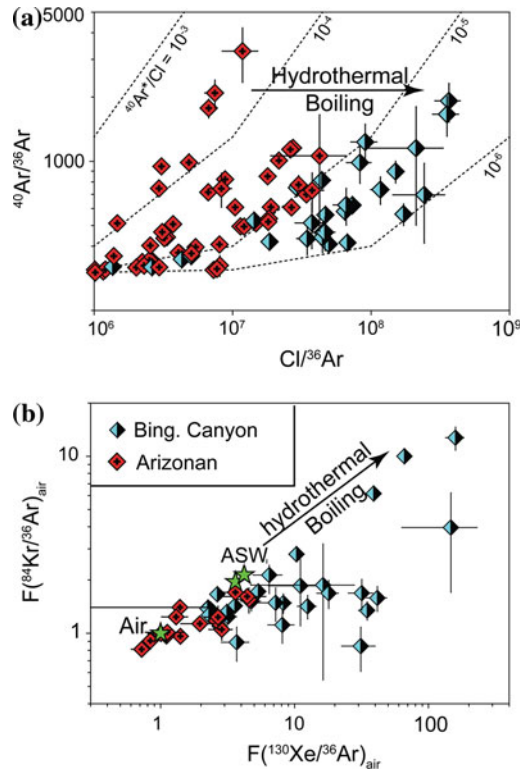 (a)
⁴⁰Ar*/Cl = 10⁻³
10⁻⁴
10⁻⁵
10⁻⁶
Hydrothermal
Boiling
5000
1000
⁴⁰Ar/³⁶Ar
10⁶ 10⁷ 10⁸ 10⁹
Cl/³⁶Ar
(b)
Bing. Canyon
Arizonan
hydrothermal
Boiling
ASW
Air
10
1
F(⁸⁴Kr/³⁶Ar)air
1 10 100
F(¹³⁰Xe/³⁶Ar)air